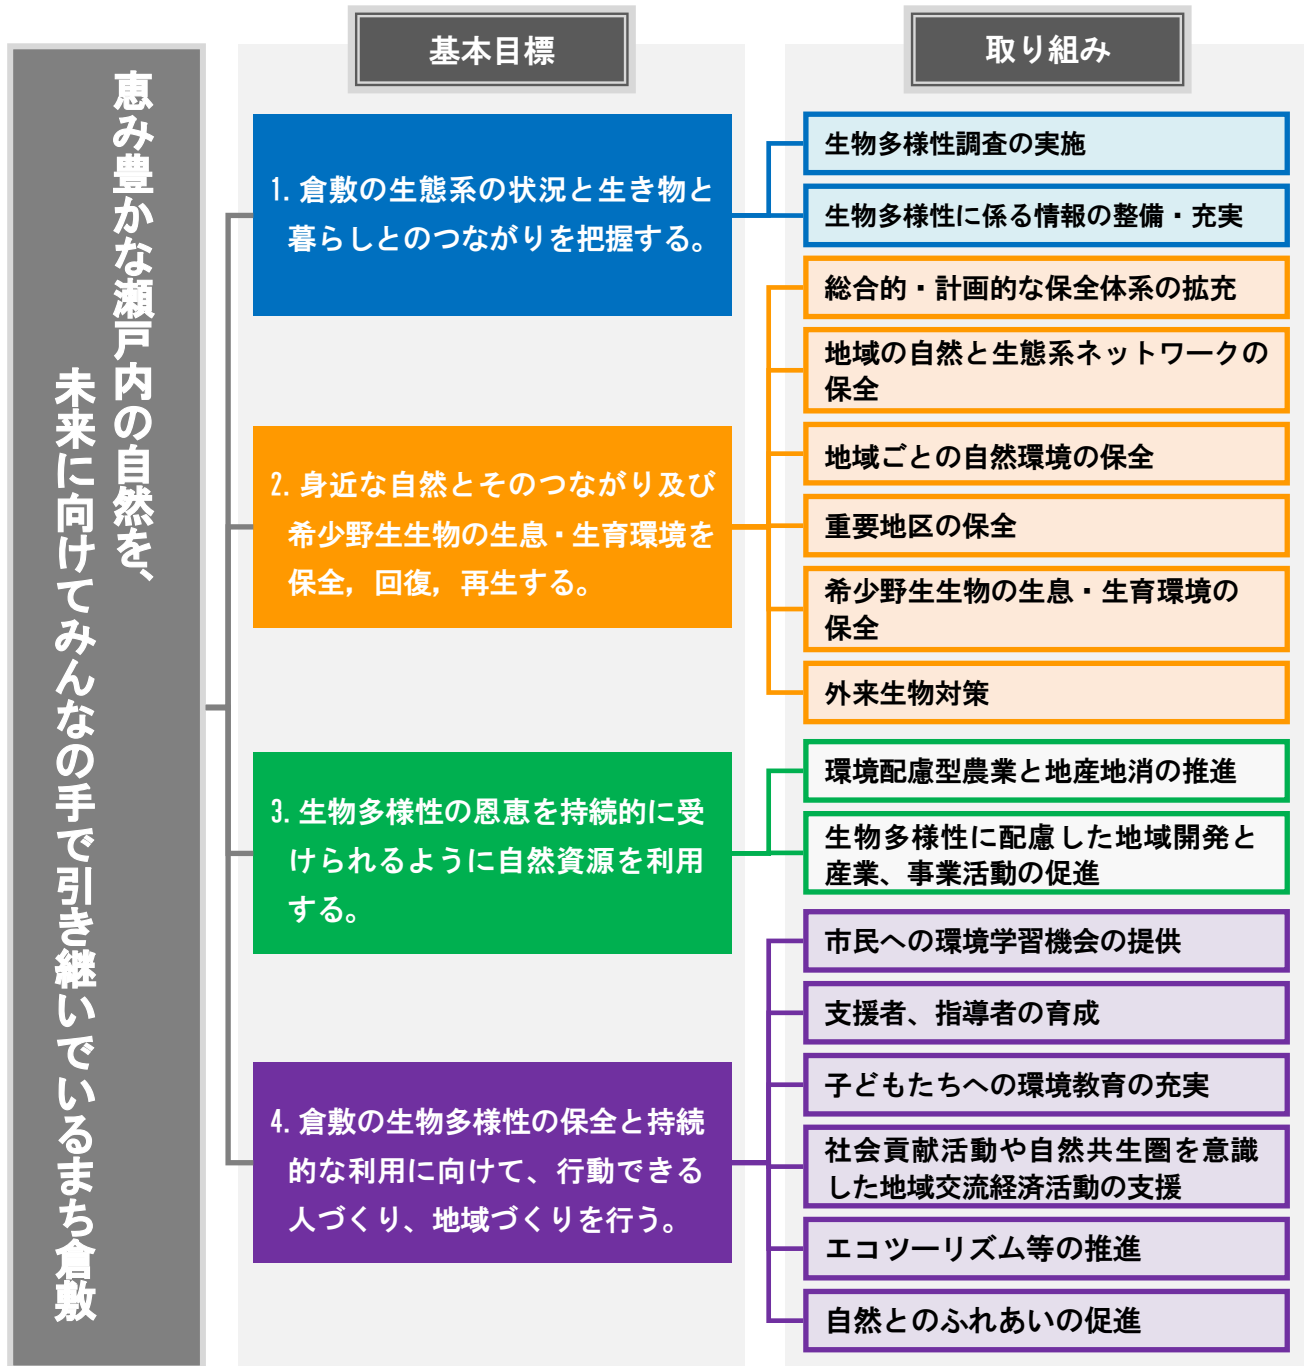 恵み豊かな瀬戸内の自然を、
未来に向けてみんなの手で引き継いでいるまち倉敷
基本目標
取り組み
1. 倉敷の生態系の状況と生き物と
暮らしとのつながりを把握する。
生物多様性調査の実施
生物多様性に係る情報の整備・充実
2. 身近な自然とそのつながり及び
希少野生生物の生息・生育環境を
保全，回復，再生する。
総合的・計画的な保全体系の拡充
地域の自然と生態系ネットワークの
保全
地域ごとの自然環境の保全
重要地区の保全
希少野生生物の生息・生育環境の
保全
外来生物対策
3. 生物多様性の恩恵を持続的に受
けられるように自然資源を利用
する。
環境配慮型農業と地産地消の推進
生物多様性に配慮した地域開発と
産業、事業活動の促進
4. 倉敷の生物多様性の保全と持続
的な利用に向けて、行動できる
人づくり、地域づくりを行う。
市民への環境学習機会の提供
支援者、指導者の育成
子どもたちへの環境教育の充実
社会貢献活動や自然共生圏を意識
した地域交流経済活動の支援
エコツーリズム等の推進
自然とのふれあいの促進